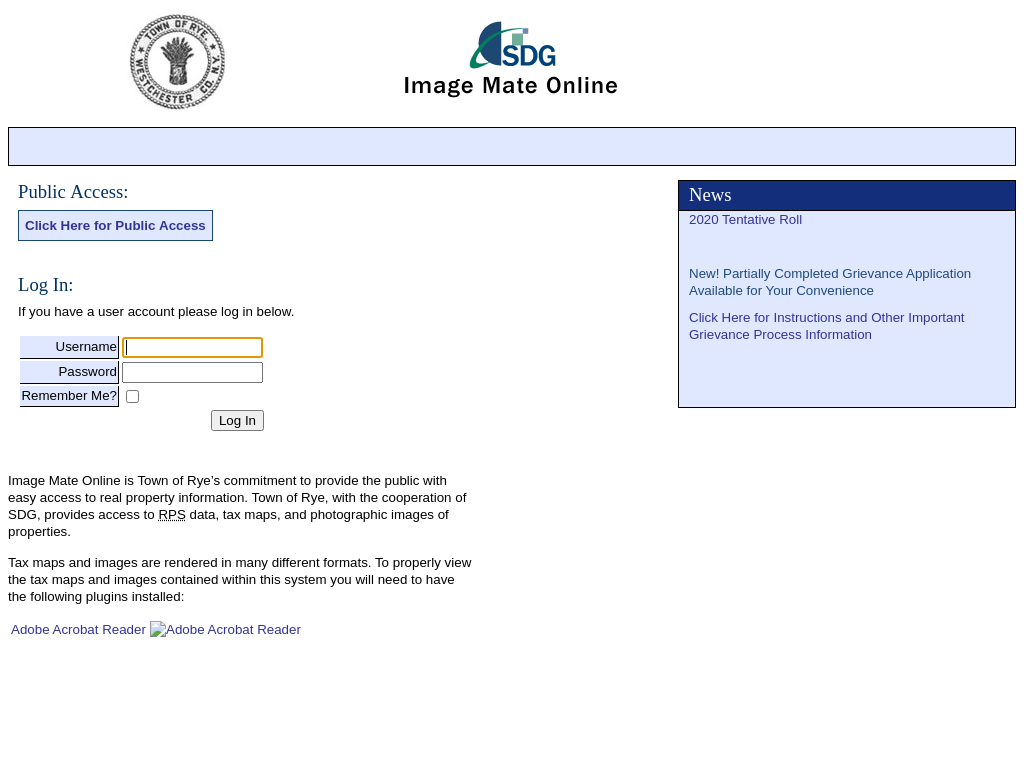 TOWN OF RYE.
WESTCHESTER CO. N.Y.
SDG
Image Mate Online
Public Access:
Click Here for Public Access
Log In:
If you have a user account please log in below.
Username
Password
Remember Me?
Log In
Image Mate Online is Town of Rye’s commitment to provide the public with
easy access to real property information. Town of Rye, with the cooperation of
SDG, provides access to RPS data, tax maps, and photographic images of
properties.
Tax maps and images are rendered in many different formats. To properly view
the tax maps and images contained within this system you will need to have
the following plugins installed:
Adobe Acrobat Reader Adobe Acrobat Reader
News
2020 Tentative Roll
New! Partially Completed Grievance Application
Available for Your Convenience
Click Here for Instructions and Other Important
Grievance Process Information